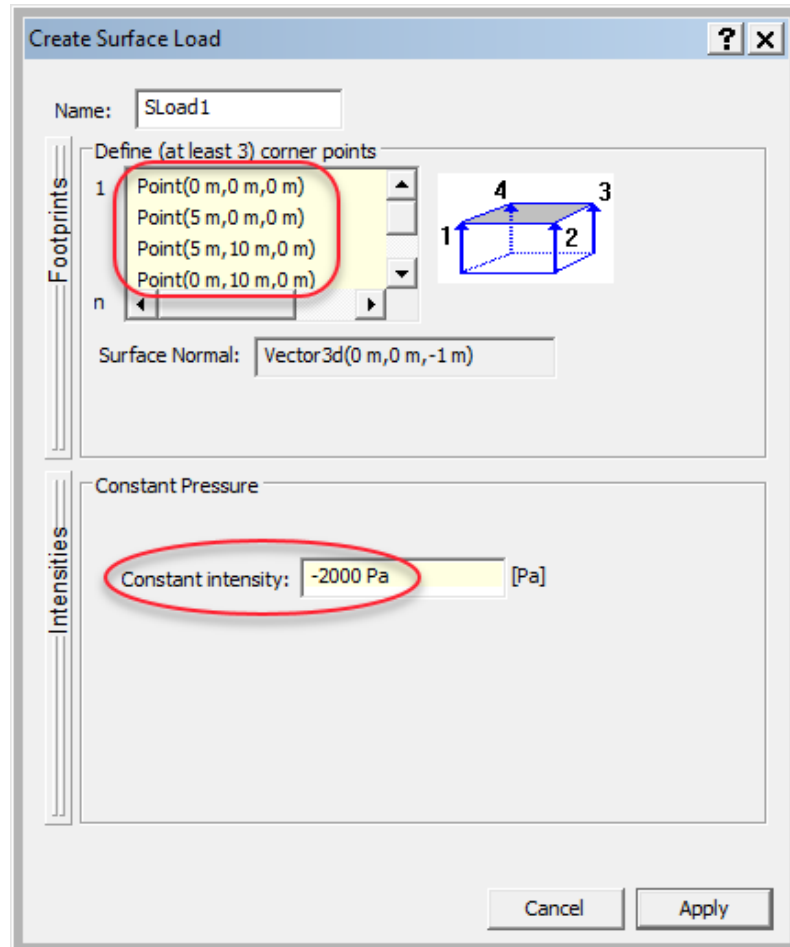 Create Surface Load
? x
Name: SLoad1
Footprints
Define (at least 3) corner points
1 Point(0 m,0 m,0 m)
Point(5 m,0 m,0 m)
Point(5 m,10 m,0 m)
n Point(0 m,10 m,0 m)
4 3
1 2
Surface Normal: Vector3d(0 m,0 m,-1 m)
Intensities
Constant Pressure
Constant intensity: -2000 Pa [Pa]
Cancel Apply